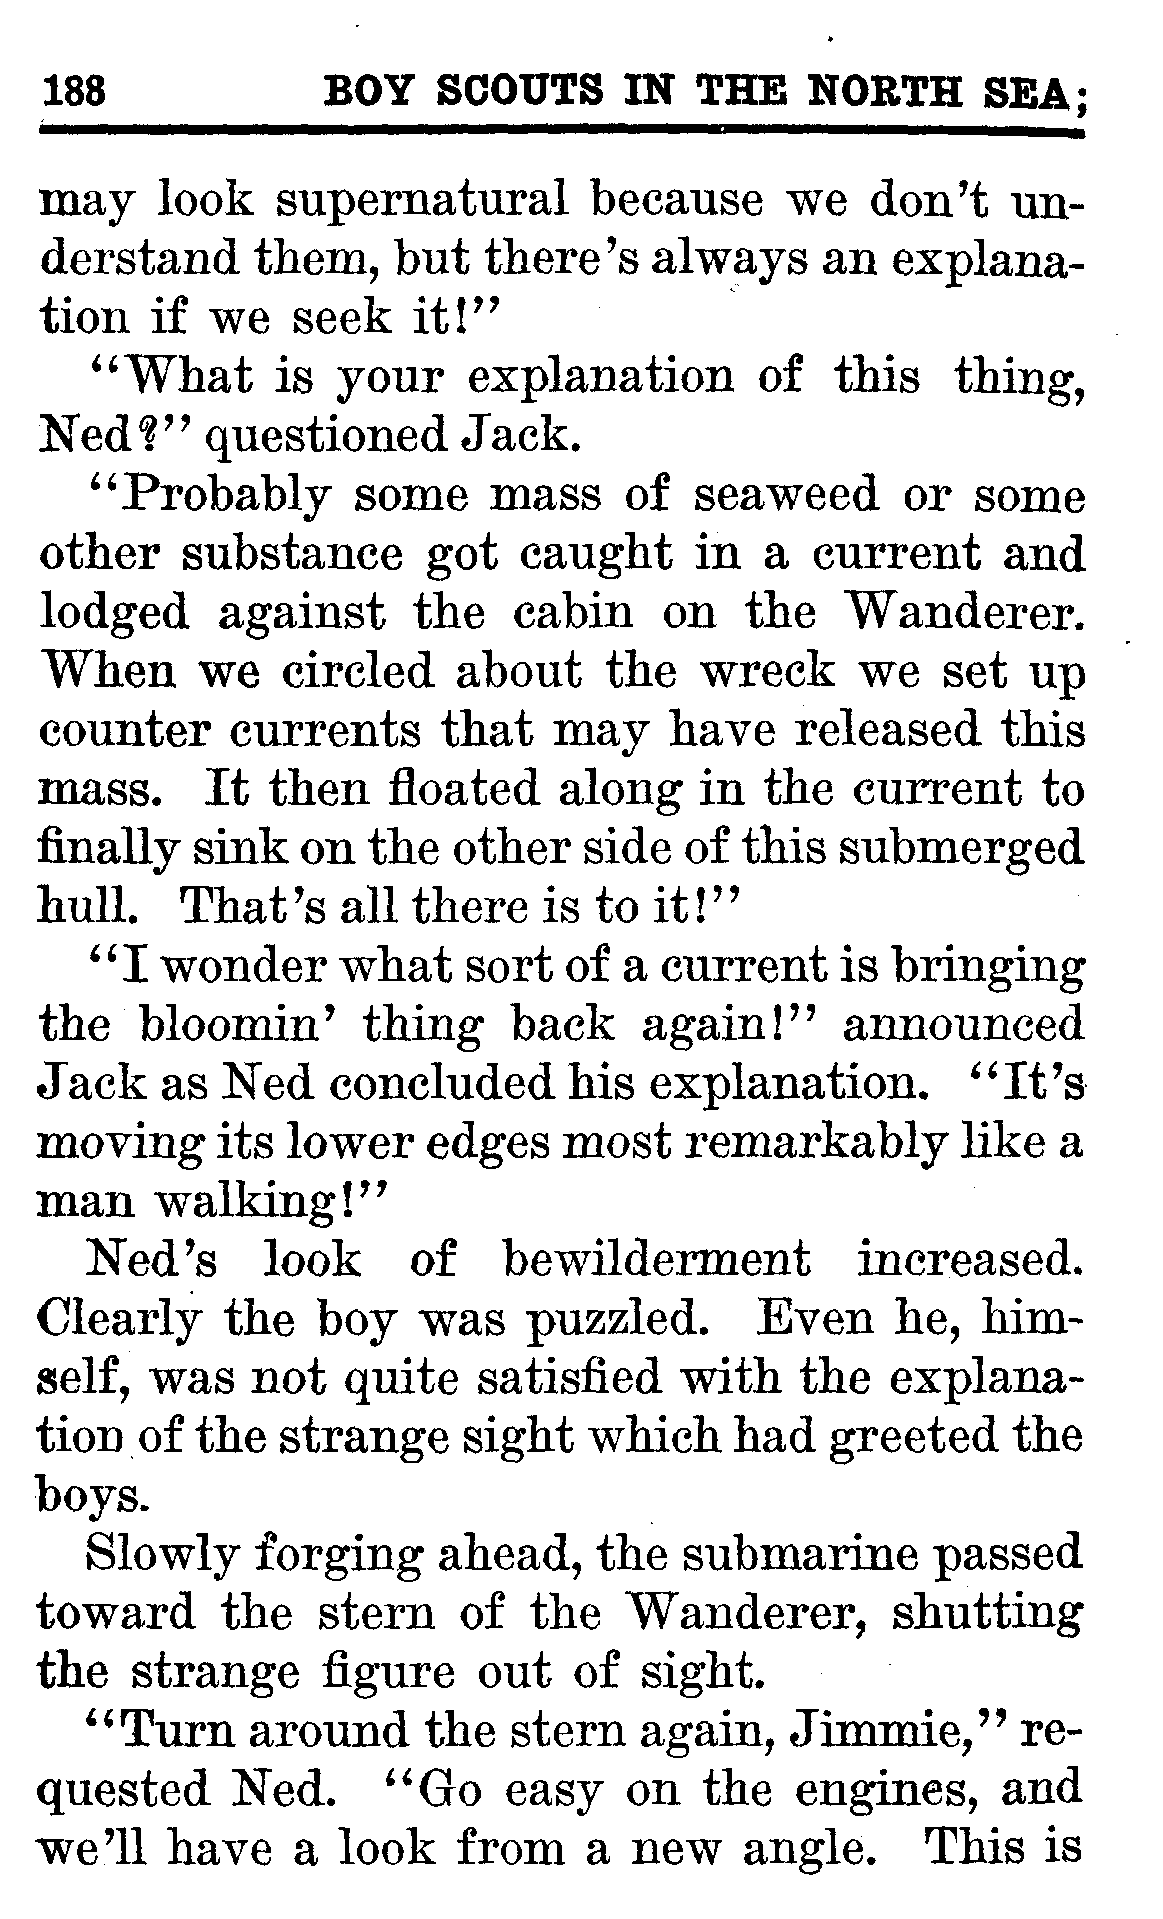 188 BOY SCOUTS IN THE NORTH SEA;
may look supernatural because we don't un-
derstand them, but there's always an explana-
tion if we seek it!"
"What is your explanation of this thing,
Ned?" questioned Jack.
"Probably some mass of seaweed or some
other substance got caught in a current and
lodged against the cabin on the Wanderer.
When we circled about the wreck we set up
counter currents that may have released this
mass. It then floated along in the current to
finally sink on the other side of this submerged
hull. That's all there is to it!"
"I wonder what sort of a current is bringing
the bloomin' thing back again!" announced
Jack as Ned concluded his explanation. "It's
moving its lower edges most remarkably like a
man walking!"
Ned's look of bewilderment increased.
Clearly the boy was puzzled. Even he, him-
self, was not quite satisfied with the explana-
tion of the strange sight which had greeted the
boys.
Slowly forging ahead, the submarine passed
toward the stern of the Wanderer, shutting
the strange figure out of sight.
"Turn around the stern again, Jimmie," re-
quested Ned. "Go easy on the engines, and
we'll have a look from a new angle. This is